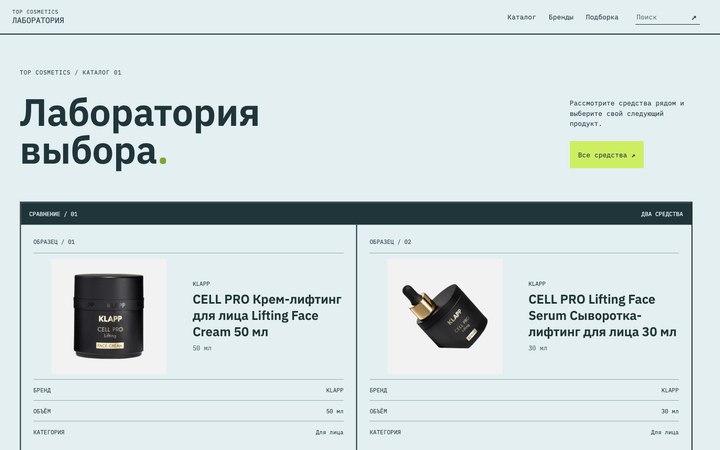 TOP COSMETICS
ЛАБОРАТОРИЯ
Каталог Бренды Подборка Поиск ↗
TOP COSMETICS / КАТАЛОГ 01
Лаборатория
выбора.
Рассмотрите средства рядом и
выберите свой следующий
продукт.
Все средства ↗
СРАВНЕНИЕ / 01
ДВА СРЕДСТВА
ОБРАЗЕЦ / 01
KLAPP
CELL PRO
Lifting
FACE CREAM
KLAPP
CELL PRO Крем-лифтинг
для лица Lifting Face
Cream 50 мл
50 мл
БРЕНД KLAPP
ОБЪЁМ 50 мл
КАТЕГОРИЯ Для лица
ОБРАЗЕЦ / 02
KLAPP
CELL PRO
Lifting
KLAPP
CELL PRO Lifting Face
Serum Сыворотка-
лифтинг для лица 30 мл
30 мл
БРЕНД KLAPP
ОБЪЁМ 30 мл
КАТЕГОРИЯ Для лица